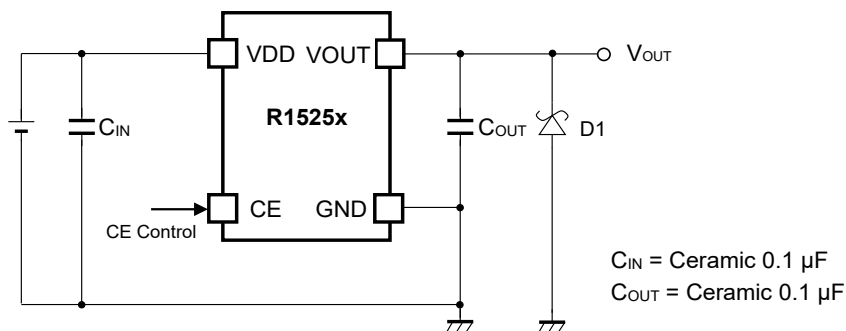 VDD VOUT
VOUT
R1525x
CIN
COUT
D1
CE GND
CE Control
CIN = Ceramic 0.1 µF
COUT = Ceramic 0.1 µF